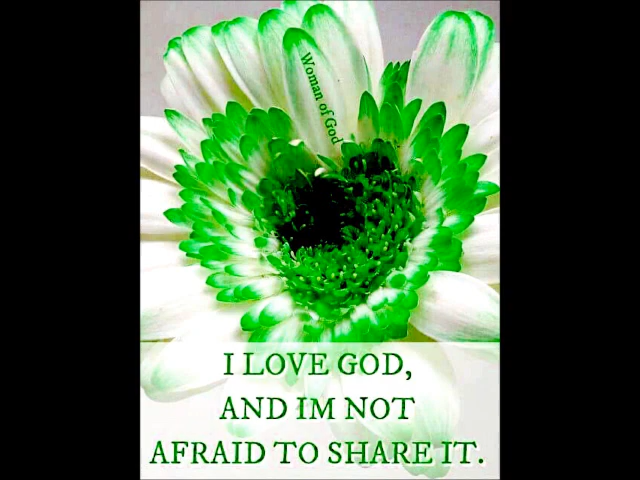 Woman of God
I LOVE GOD,
AND IM NOT
AFRAID TO SHARE IT.